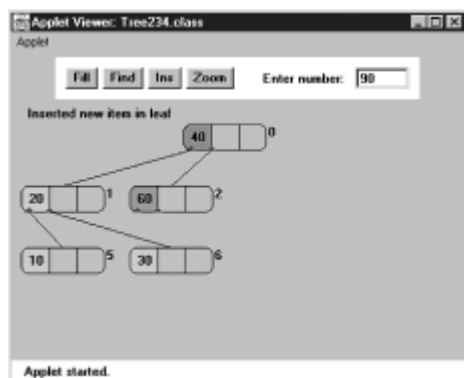 Applet Viewer: Tree234.class
Applet
Fill Find Ins Zoom Enter number: 90
Inserted new item in leaf
40 0
20 1 60 2
10 5 30 6
Applet started.